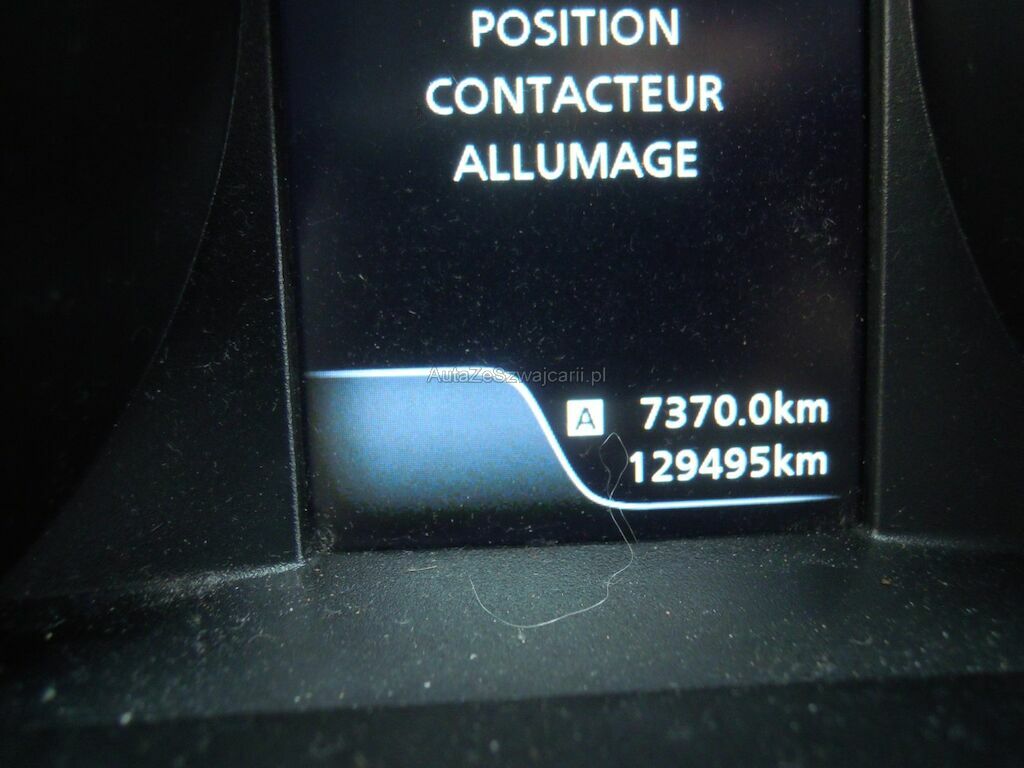 POSITION
CONTACTEUR
ALLUMAGE
AutaZeSzwajcarii.pl
A 7370.0km
129495km